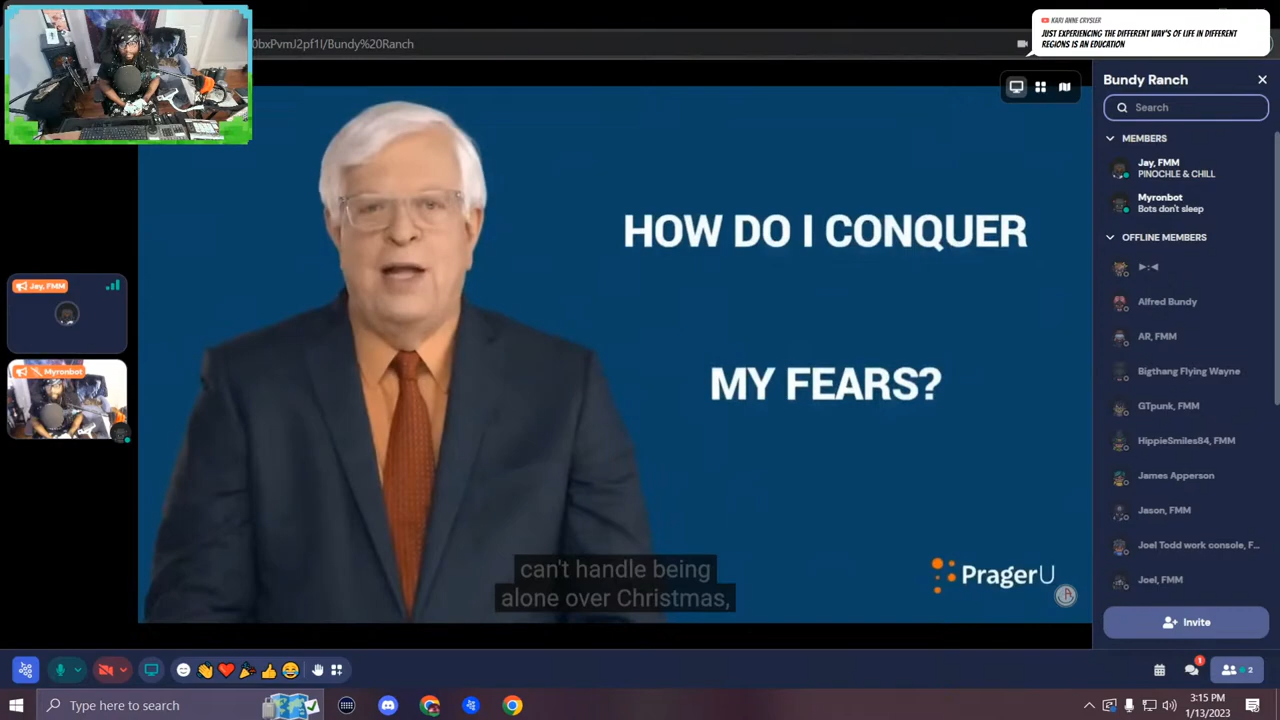 KARI ANNE CRYSLER
JUST EXPERIENCING THE DIFFERENT WAY'S OF LIFE IN DIFFERENT
REGIONS IS AN EDUCATION
0bxPvmJ2pf1I/Bundy%20Ranch
Bundy Ranch
Search
MEMBERS
Jay, FMM
PINOCHLE & CHILL
Myronbot
Bots don't sleep
OFFLINE MEMBERS
►:◄
Alfred Bundy
AR, FMM
Bigthang Flying Wayne
GTpunk, FMM
HippieSmiles84, FMM
James Apperson
Jason, FMM
Joel Todd work console, F...
Joel, FMM
Invite
HOW DO I CONQUER
MY FEARS?
Jay, FMM
Myronbot
can't handle being
alone over Christmas,
PragerU
1
2
Type here to search
3:15 PM
1/13/2023